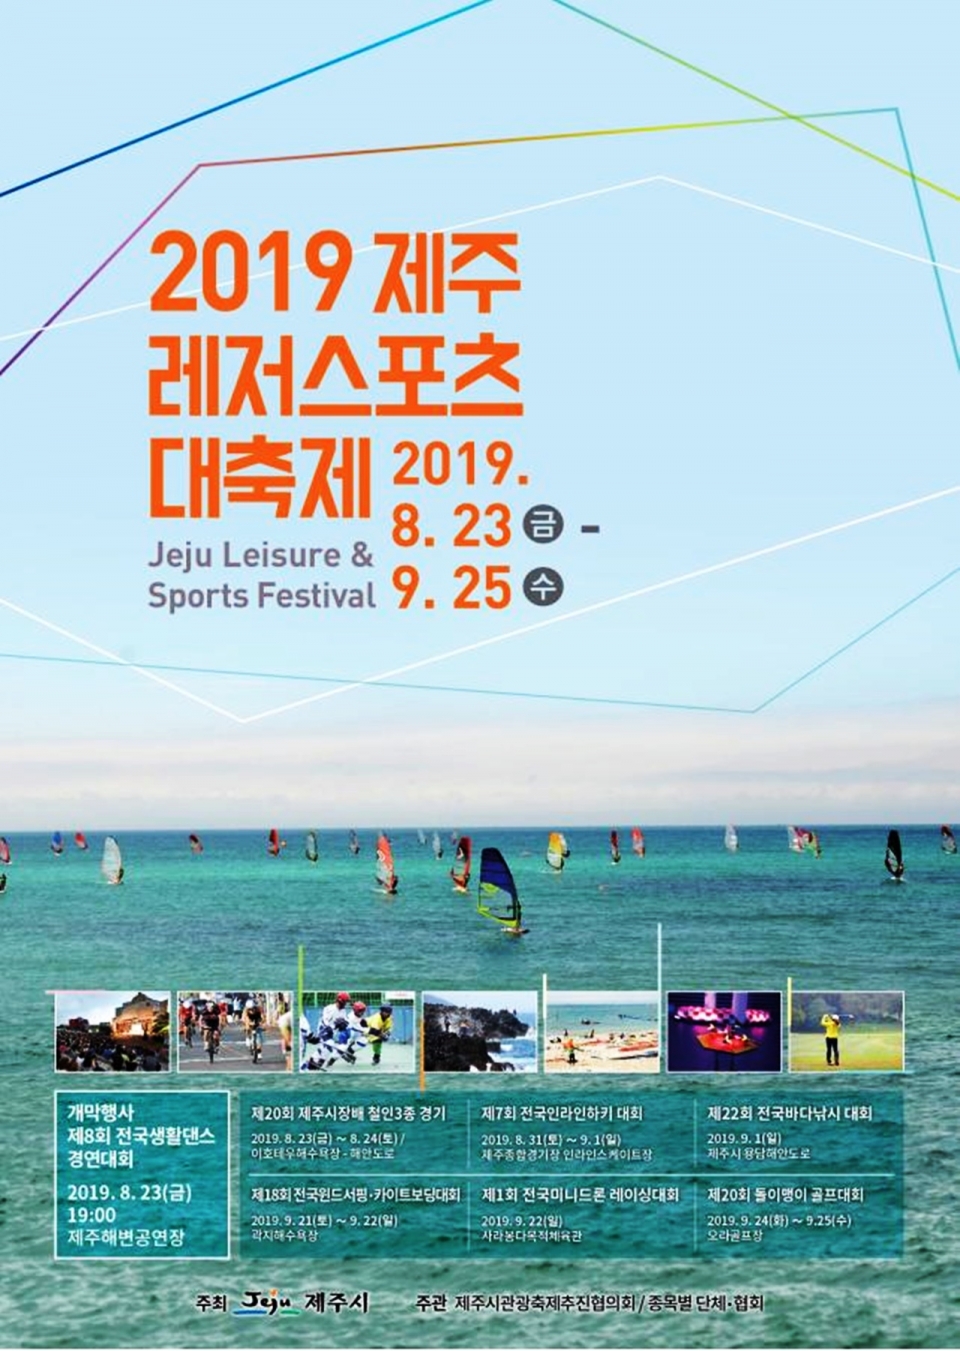 2019 제주
레저스포츠
대축제
2019.
8. 23 금 -
9. 25 수
Jeju Leisure &
Sports Festival
개막행사
제8회 전국생활댄스
경연대회
2019. 8. 23(금)
19:00
제주해변공연장
제20회 제주시장배 철인3종 경기
2019. 8. 23(금) ~ 8. 24(토) /
이호테우해수욕장 - 해안도로
제7회 전국인라인하키 대회
2019. 8. 31(토) ~ 9. 1(일)
제주종합경기장 인라인스케이트장
제22회 전국바다낚시 대회
2019. 9. 1(일)
제주시 용담해안도로
제18회 전국윈드서핑·카이트보딩대회
2019. 9. 21(토) ~ 9. 22(일)
곽지해수욕장
제1회 전국미니드론 레이싱대회
2019. 9. 22(일)
사라봉다목적체육관
제20회 돌이맹이 골프대회
2019. 9. 24(화) ~ 9.25(수)
오라골프장
주최 Jeju 제주시 주관 제주시관광축제추진협의회 / 종목별 단체·협회